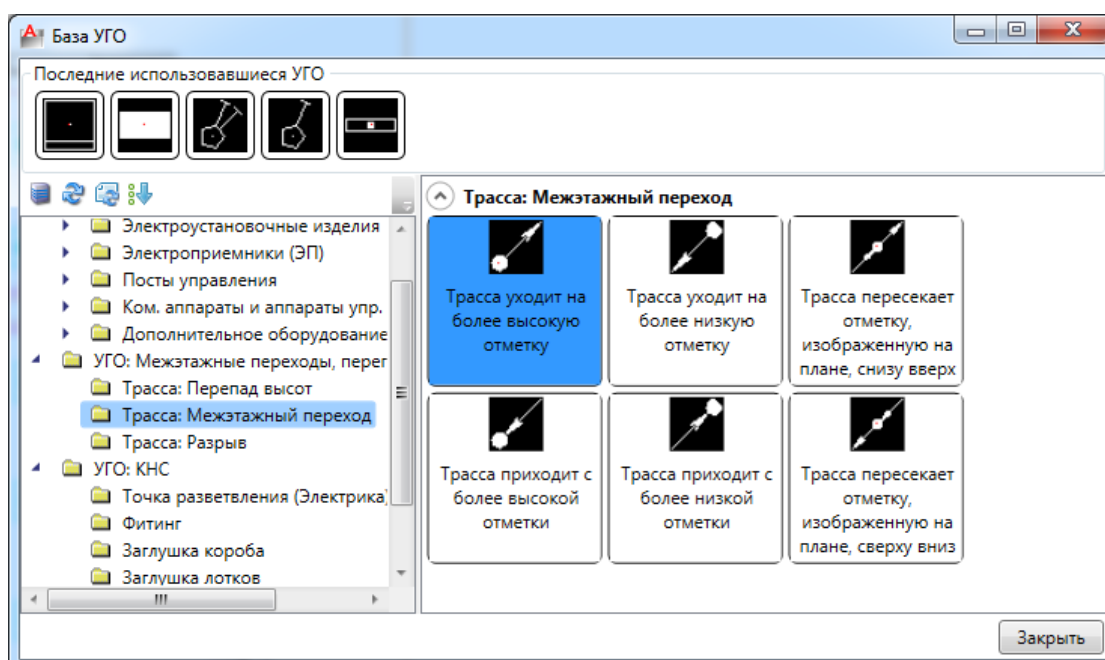 База УГО
Последние использовавшиеся УГО
Электроустановочные изделия
Электроприемники (ЭП)
Посты управления
Ком. аппараты и аппараты упр.
Дополнительное оборудование
УГО: Межэтажные переходы, перег
Трасса: Перепад высот
Трасса: Межэтажный переход
Трасса: Разрыв
УГО: КНС
Точка разветвления (Электрика)
Фитинг
Заглушка короба
Заглушка лотков
Трасса: Межэтажный переход
Трасса уходит на
более высокую
отметку
Трасса уходит на
более низкую
отметку
Трасса пересекает
отметку,
изображенную на
плане, снизу вверх
Трасса приходит с
более высокой
отметки
Трасса приходит с
более низкой
отметки
Трасса пересекает
отметку,
изображенную на
плане, сверху вниз
Закрыть